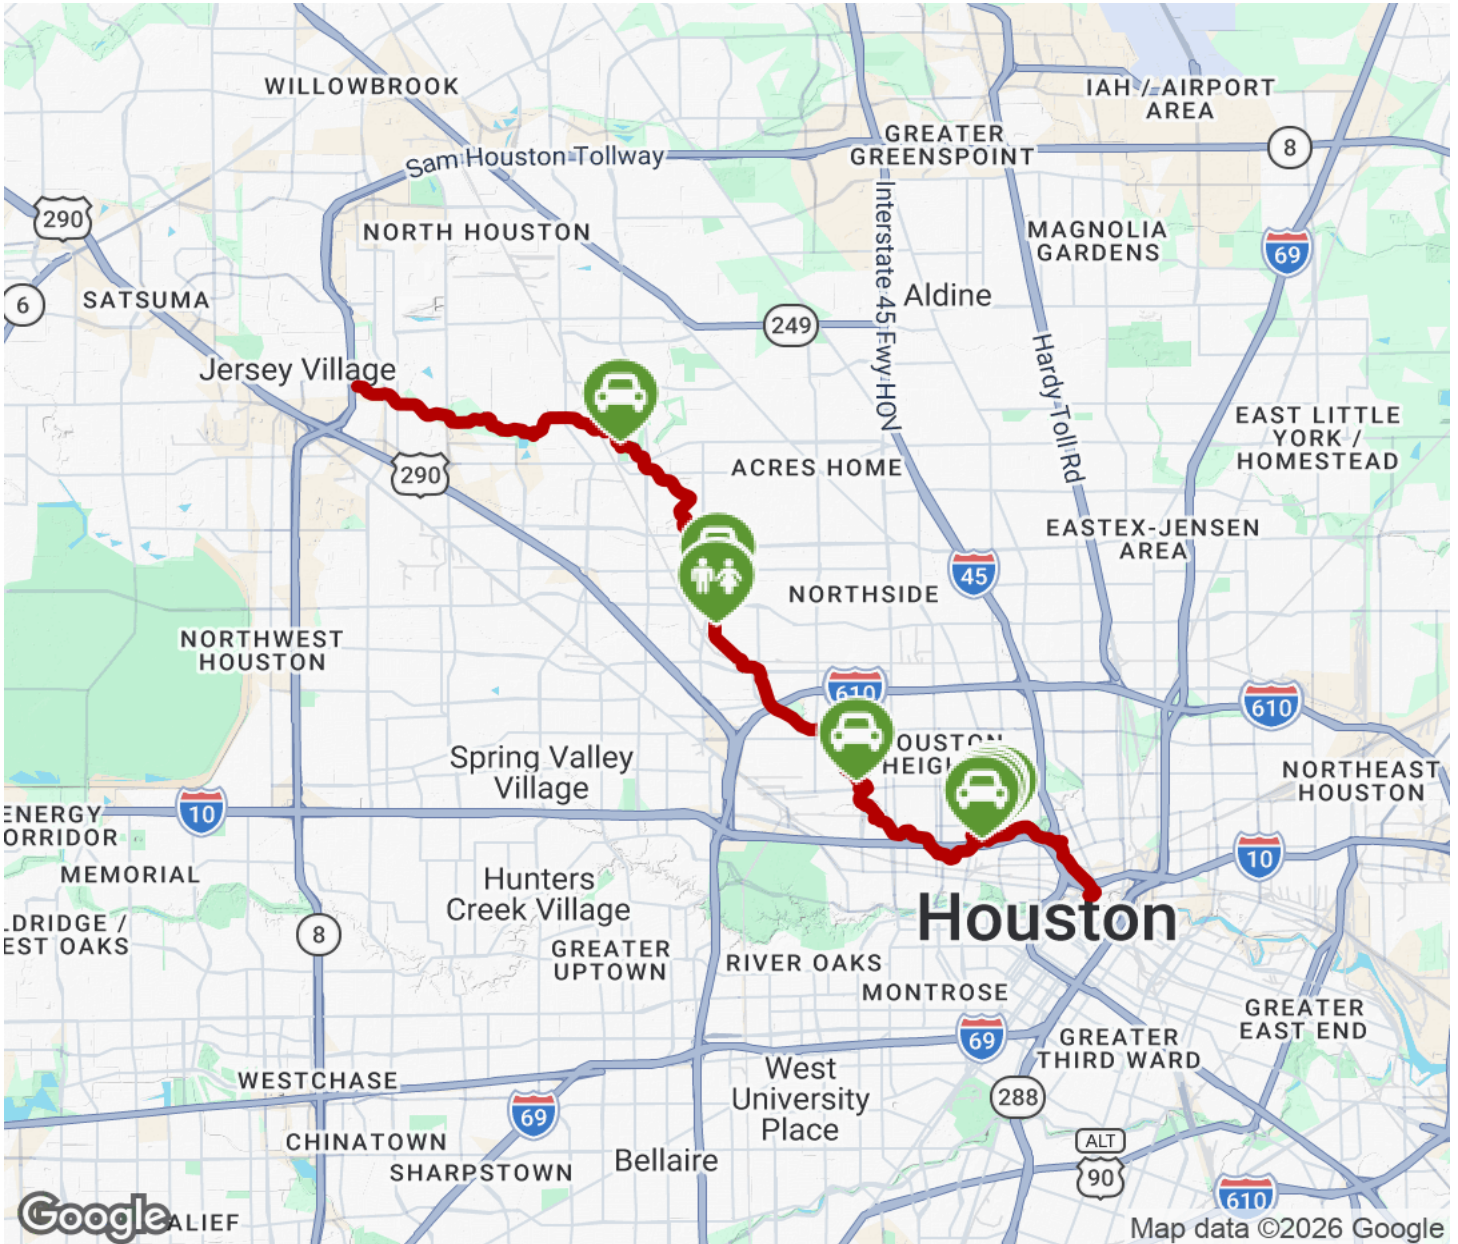 WILLOWBROOK
IAH / AIRPORT
AREA
GREATER
GREENSPOINT
8
Sam Houston Tollway
290
NORTH HOUSTON
Interstate 45 Fwy HOV
MAGNOLIA
GARDENS
69
6
SATSUMA
Aldine
249
Hardy Toll Rd
Jersey Village
EAST LITTLE
YORK /
HOMESTEAD
290
ACRES HOME
EASTEX-JENSEN
AREA
45
NORTHSIDE
NORTHWEST
HOUSTON
610
610
OUSTON
HEIG
Spring Valley
Village
NORTHEAST
HOUSTON
ENERGY
ORRIDOR
10
10
MEMORIAL
Hunters
Creek Village
LDRIDGE /
EST OAKS
8
Houston
GREATER
UPTOWN
RIVER OAKS
MONTROSE
GREATER
EAST END
69
GREATER
THIRD WARD
WESTCHASE
West
University
Place
288
69
CHINATOWN
SHARPSTOWN
Bellaire
ALT
90
610
Google
ALIEF
Map data ©2026 Google